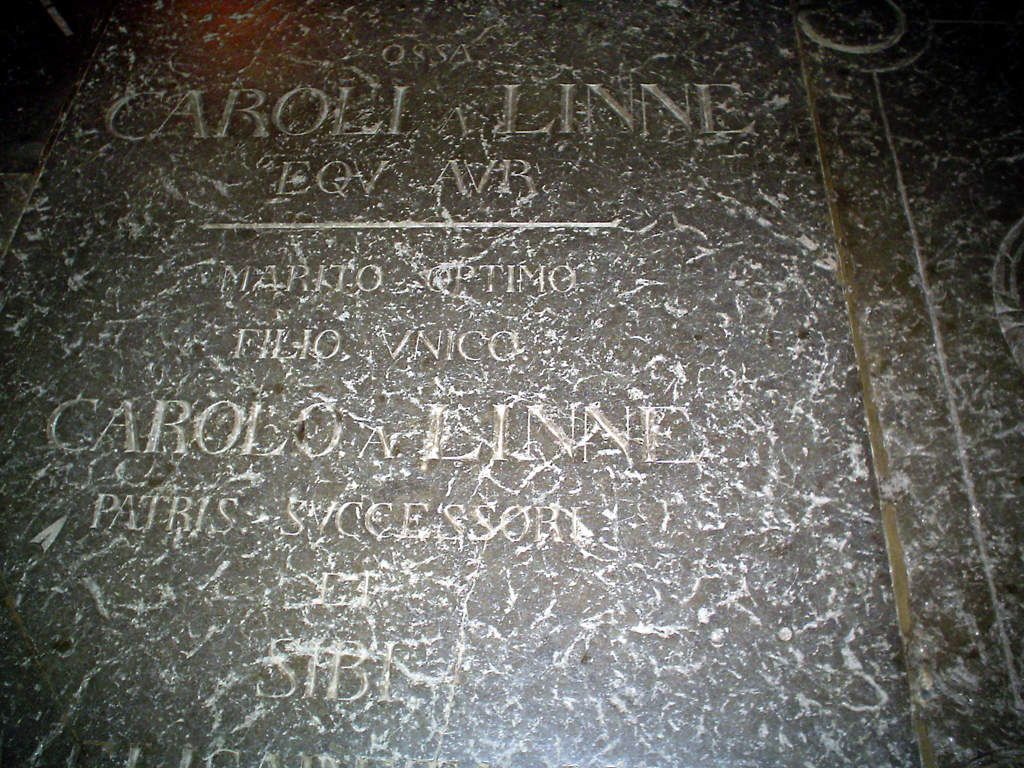 OSSA
CAROLI A LINNE
EQV AVR
MARITO OPTIMO
FILIO VNICO
CAROLO A LINNE
PATRIS SVCCESSORI
ET
SIBI